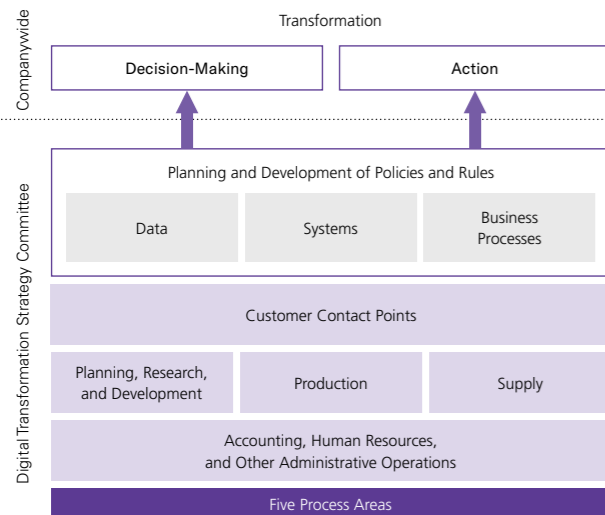 Companywide
Transformation
Decision-Making
Action
Digital Transformation Strategy Committee
Planning and Development of Policies and Rules
Data
Systems
Business
Processes
Customer Contact Points
Planning, Research,
and Development
Production
Supply
Accounting, Human Resources,
and Other Administrative Operations
Five Process Areas